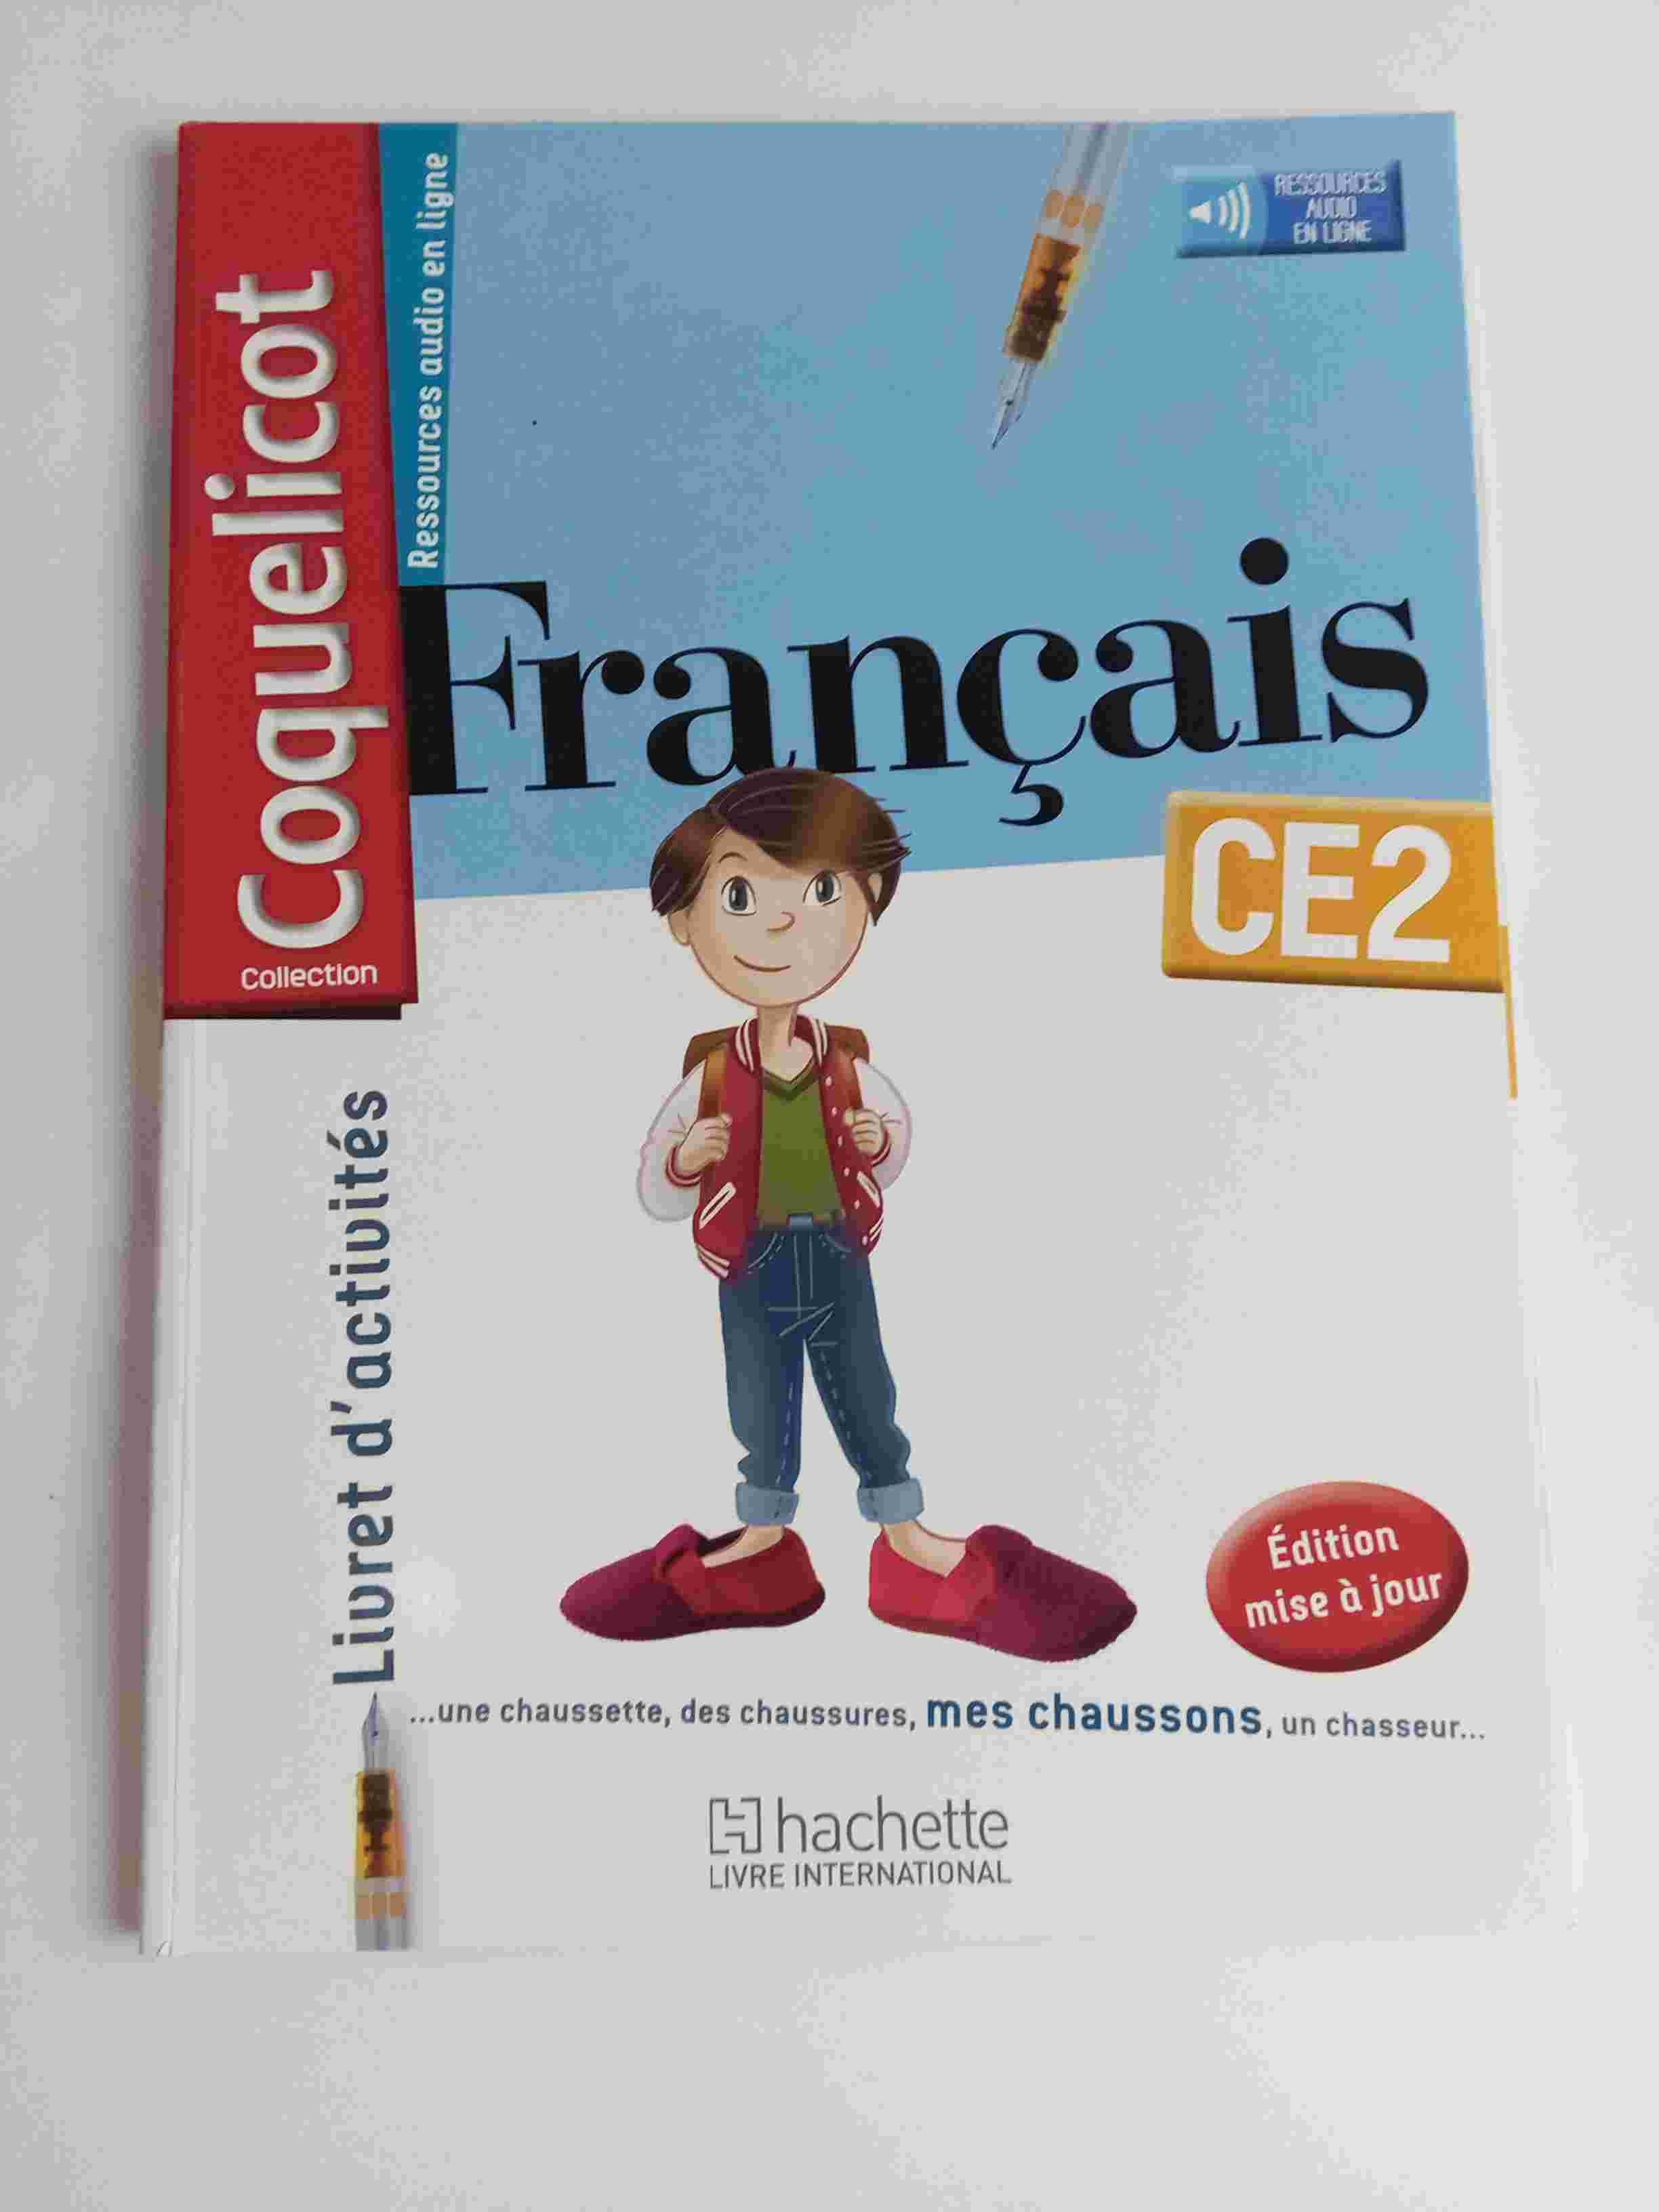 Collection
Coquelicot
Ressources audio en ligne
RESSOURCES
AUDIO
EN LIGNE
Français
CE2
Livret d'activités
Édition
mise à jour
...une chaussette, des chaussures, mes chaussons, un chasseur...
hachette
LIVRE INTERNATIONAL